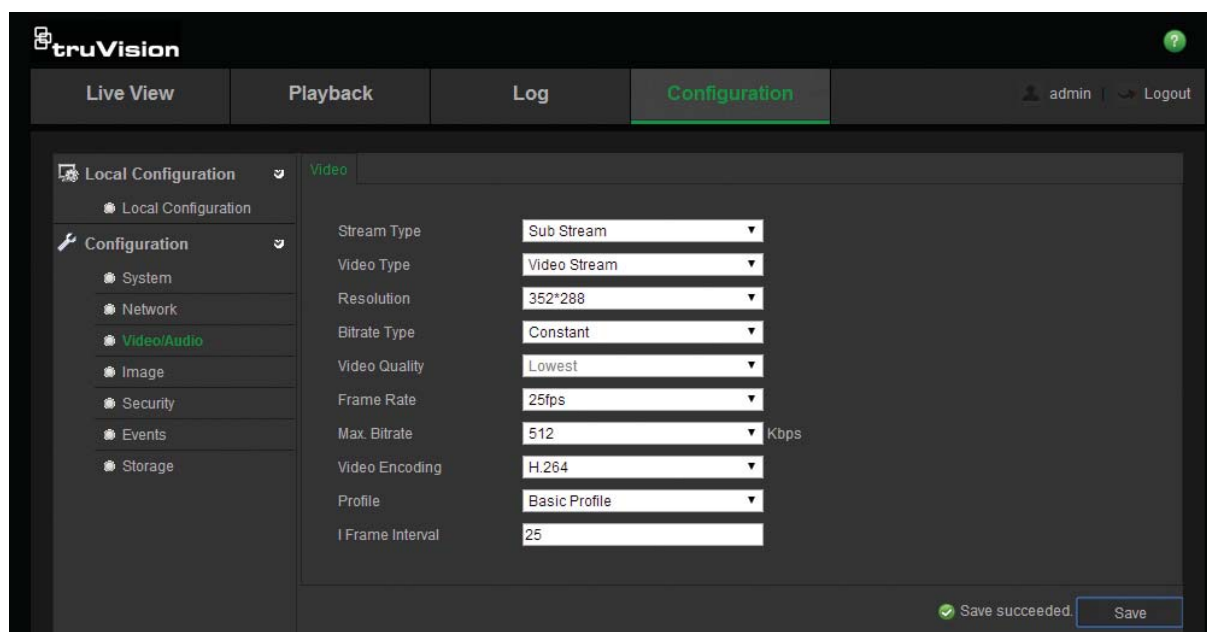 truVision
?
Live View
Playback
Log
Configuration
admin | Logout
Local Configuration
Local Configuration
Configuration
System
Network
Video/Audio
Image
Security
Events
Storage
Video
Stream Type Sub Stream
Video Type Video Stream
Resolution 352*288
Bitrate Type Constant
Video Quality Lowest
Frame Rate 25fps
Max. Bitrate 512 Kbps
Video Encoding H.264
Profile Basic Profile
I Frame Interval 25
Save succeeded. Save